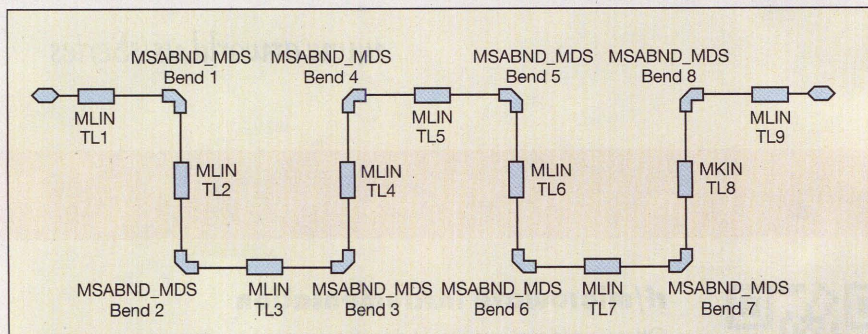 MSABND_MDS
Bend 1
MSABND_MDS
Bend 4
MSABND_MDS
Bend 5
MSABND_MDS
Bend 8
MLIN
TL1
MLIN
TL5
MLIN
TL9
MLIN
TL2
MLIN
TL4
MLIN
TL6
MKIN
TL8
MSABND_MDS
Bend 2
MLIN
TL3
MSABND_MDS
Bend 3
MSABND_MDS
Bend 6
MLIN
TL7
MSABND_MDS
Bend 7